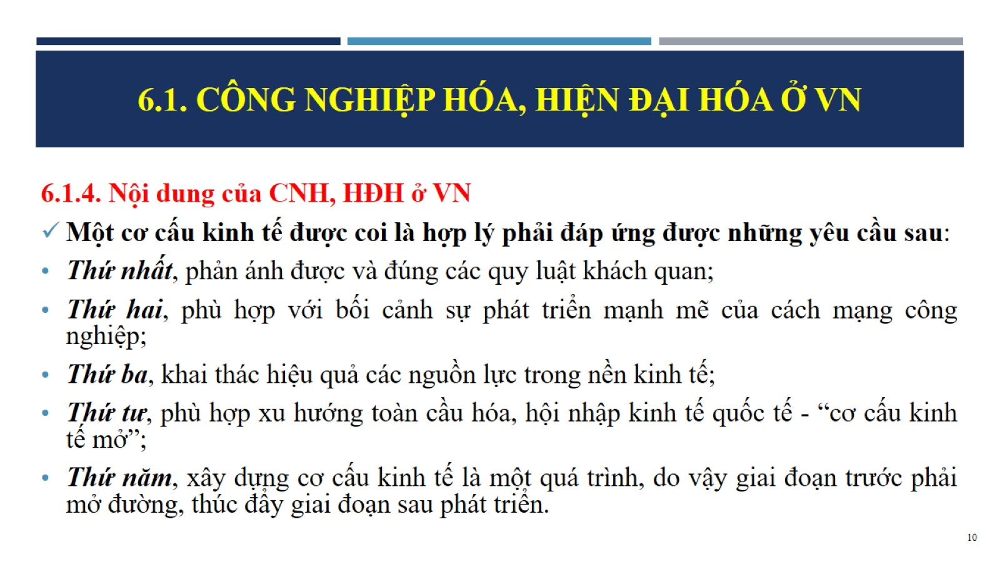 6.1. CÔNG NGHIỆP HÓA, HIỆN ĐẠI HÓA Ở VN
6.1.4. Nội dung của CNH, HĐH ở VN
✓ Một cơ cấu kinh tế được coi là hợp lý phải đáp ứng được những yêu cầu sau:
• Thứ nhất, phản ánh được và đúng các quy luật khách quan;
• Thứ hai, phù hợp với bối cảnh sự phát triển mạnh mẽ của cách mạng công
nghiệp;
• Thứ ba, khai thác hiệu quả các nguồn lực trong nền kinh tế;
• Thứ tư, phù hợp xu hướng toàn cầu hóa, hội nhập kinh tế quốc tế - “cơ cấu kinh
tế mở”;
• Thứ năm, xây dựng cơ cấu kinh tế là một quá trình, do vậy giai đoạn trước phải
mở đường, thúc đẩy giai đoạn sau phát triển.
10